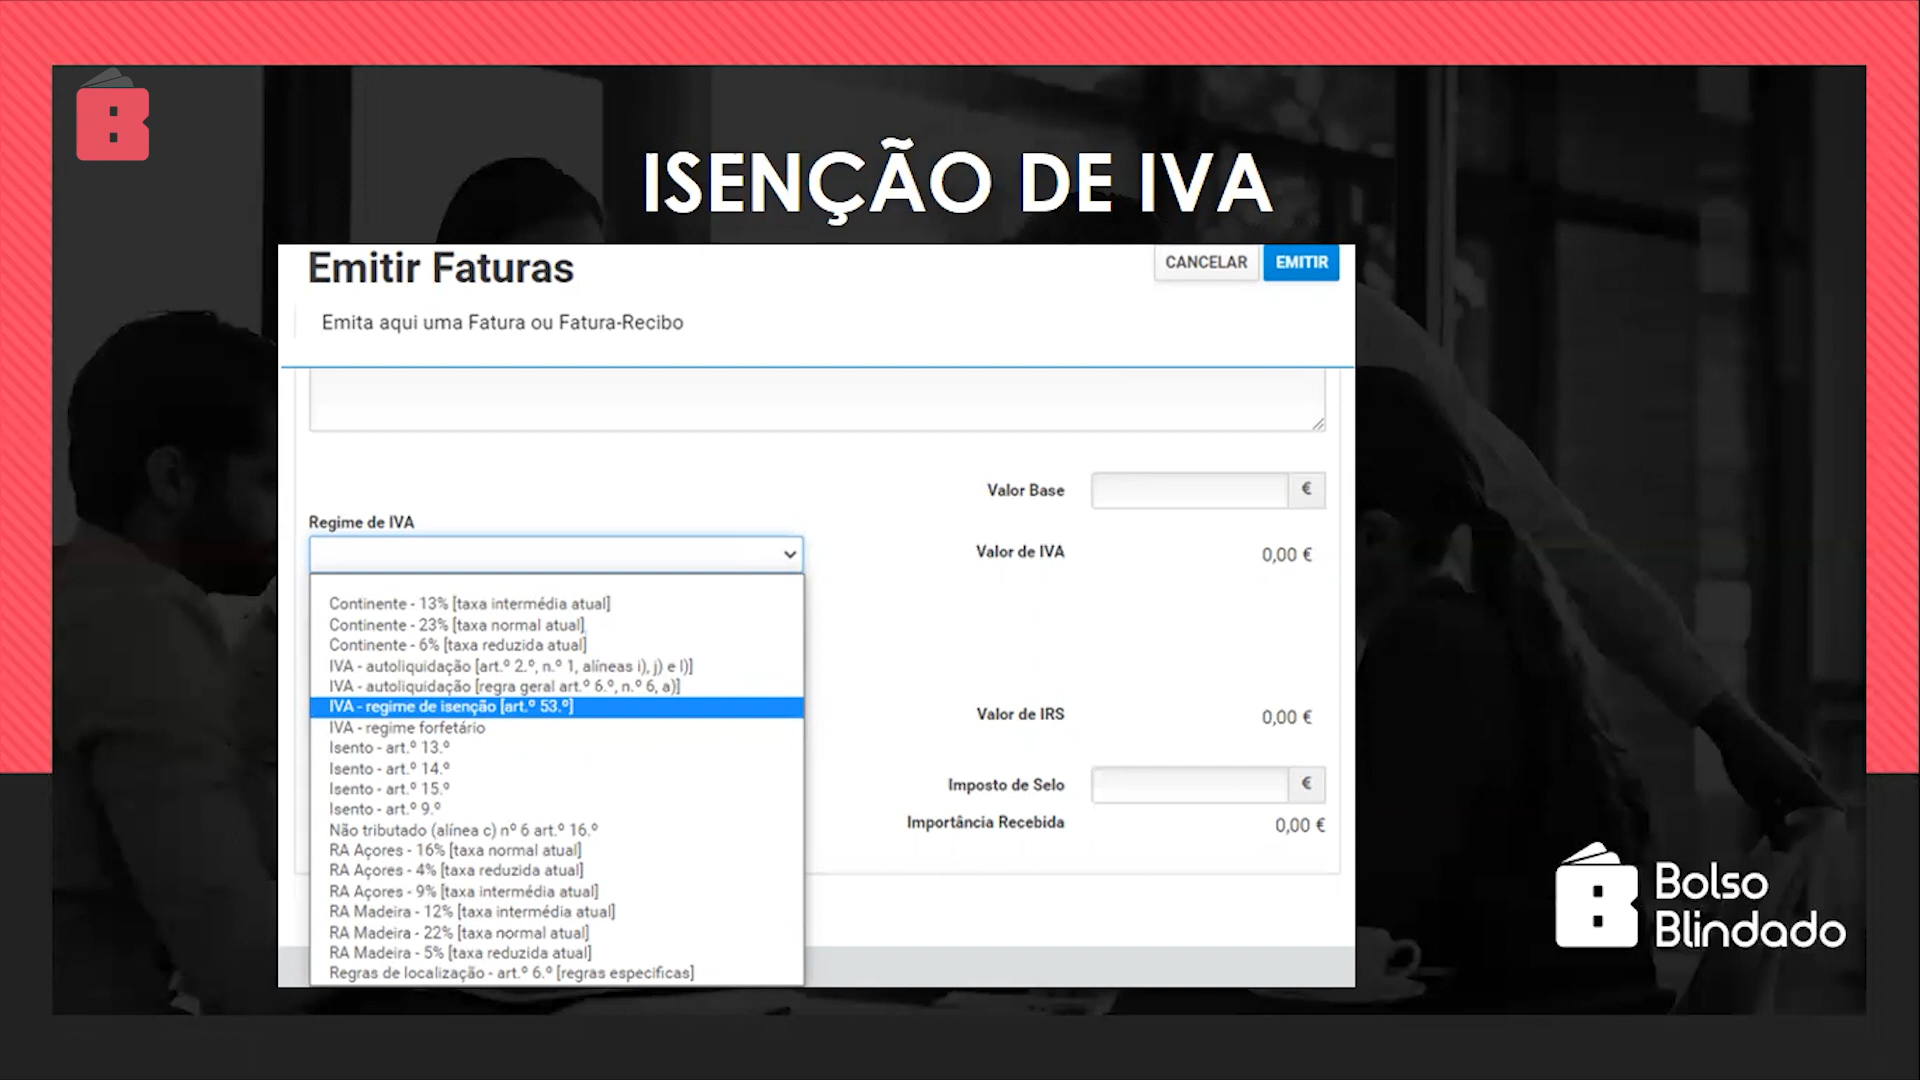 ISENÇÃO DE IVA
Emitir Faturas
CANCELAR
EMITIR
Emita aqui uma Fatura ou Fatura-Recibo
Valor Base
€
Regime de IVA
Valor de IVA
0,00 €
Continente - 13% [taxa intermédia atual]
Continente - 23% [taxa normal atual]
Continente - 6% [taxa reduzida atual]
IVA - autoliquidação [art.º 2.º, n.º 1, alíneas i), j) e l)]
IVA - autoliquidação [regra geral art.º 6.º, n.º 6, a)]
IVA - regime de isenção [art.º 53.º]
IVA - regime forfetário
Isento - art.º 13.º
Isento - art.º 14.º
Isento - art.º 15.º
Isento - art.º 9.º
Não tributado (alínea c) nº 6 art.º 16.º
RA Açores - 16% [taxa normal atual]
RA Açores - 4% [taxa reduzida atual]
RA Açores - 9% [taxa intermédia atual]
RA Madeira - 12% [taxa intermédia atual]
RA Madeira - 22% [taxa normal atual]
RA Madeira - 5% [taxa reduzida atual]
Regras de localização - art.º 6.º [regras especificas]
Valor de IRS
0,00 €
Imposto de Selo
€
Importância Recebida
0,00 €
Bolso
Blindado